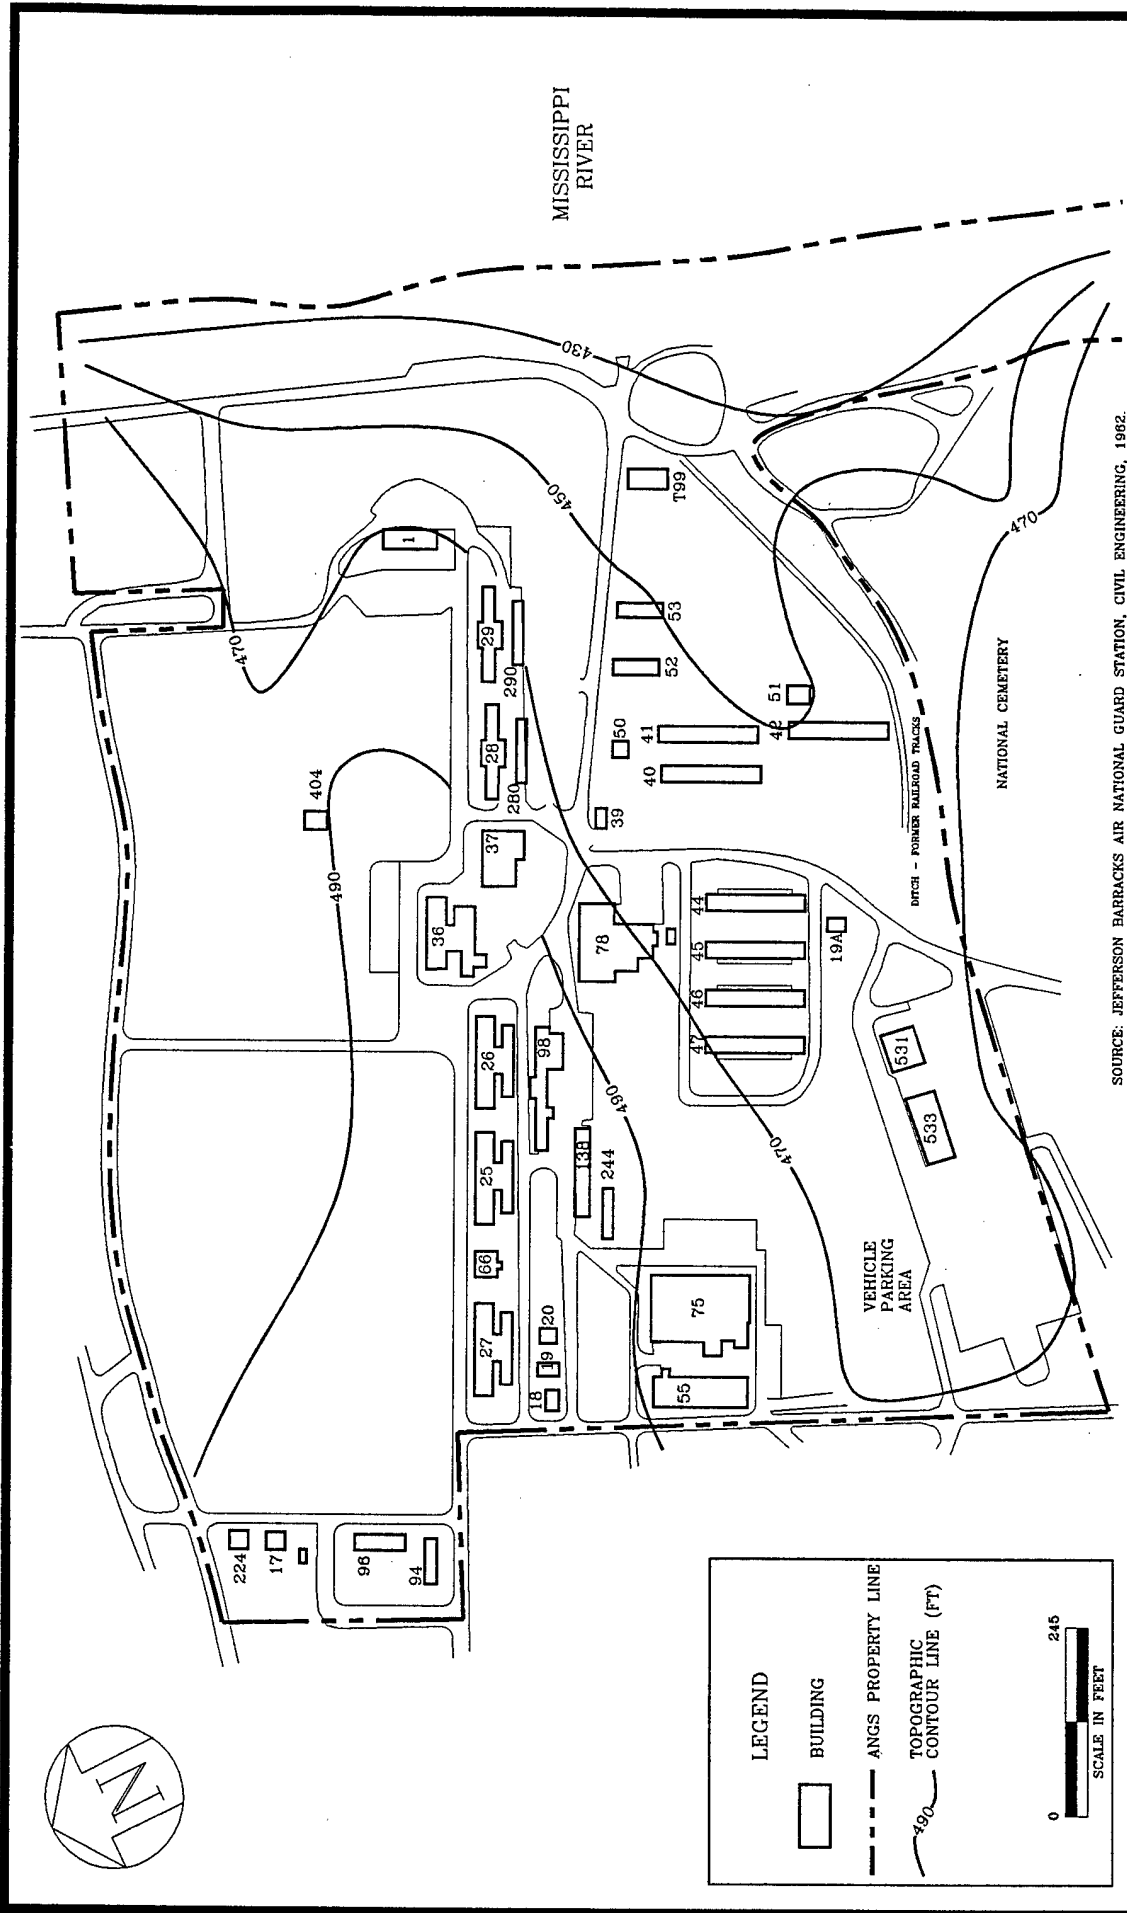 MISSISSIPPI
RIVER
430
450
470
470
490
490
470
1
29
290
28
280
404
37
36
T99
53
52
51
50
41
42
40
39
78
44
45
46
47
19A
531
533
26
98
25
138
244
66
27
20
19
18
75
55
224
17
96
94
VEHICLE
PARKING
AREA
DITCH - FORMER RAILROAD TRACKS
NATIONAL CEMETERY
N
LEGEND
BUILDING
ANGS PROPERTY LINE
490
TOPOGRAPHIC
CONTOUR LINE (FT)
0 245
SCALE IN FEET
SOURCE: JEFFERSON BARRACKS AIR NATIONAL GUARD STATION, CIVIL ENGINEERING, 1982.